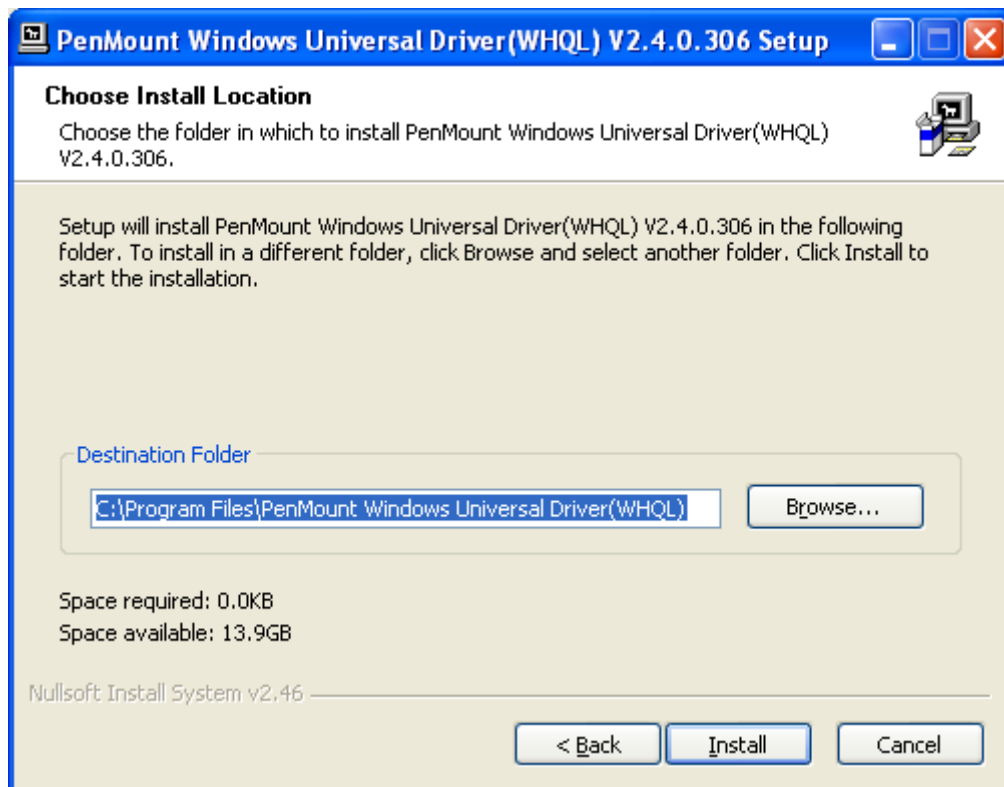 PenMount Windows Universal Driver(WHQL) V2.4.0.306 Setup
Choose Install Location
Choose the folder in which to install PenMount Windows Universal Driver(WHQL)
V2.4.0.306.
Setup will install PenMount Windows Universal Driver(WHQL) V2.4.0.306 in the following
folder. To install in a different folder, click Browse and select another folder. Click Install to
start the installation.
Destination Folder
C:\Program Files\PenMount Windows Universal Driver(WHQL)
Browse...
Space required: 0.0KB
Space available: 13.9GB
Nullsoft Install System v2.46
< Back
Install
Cancel